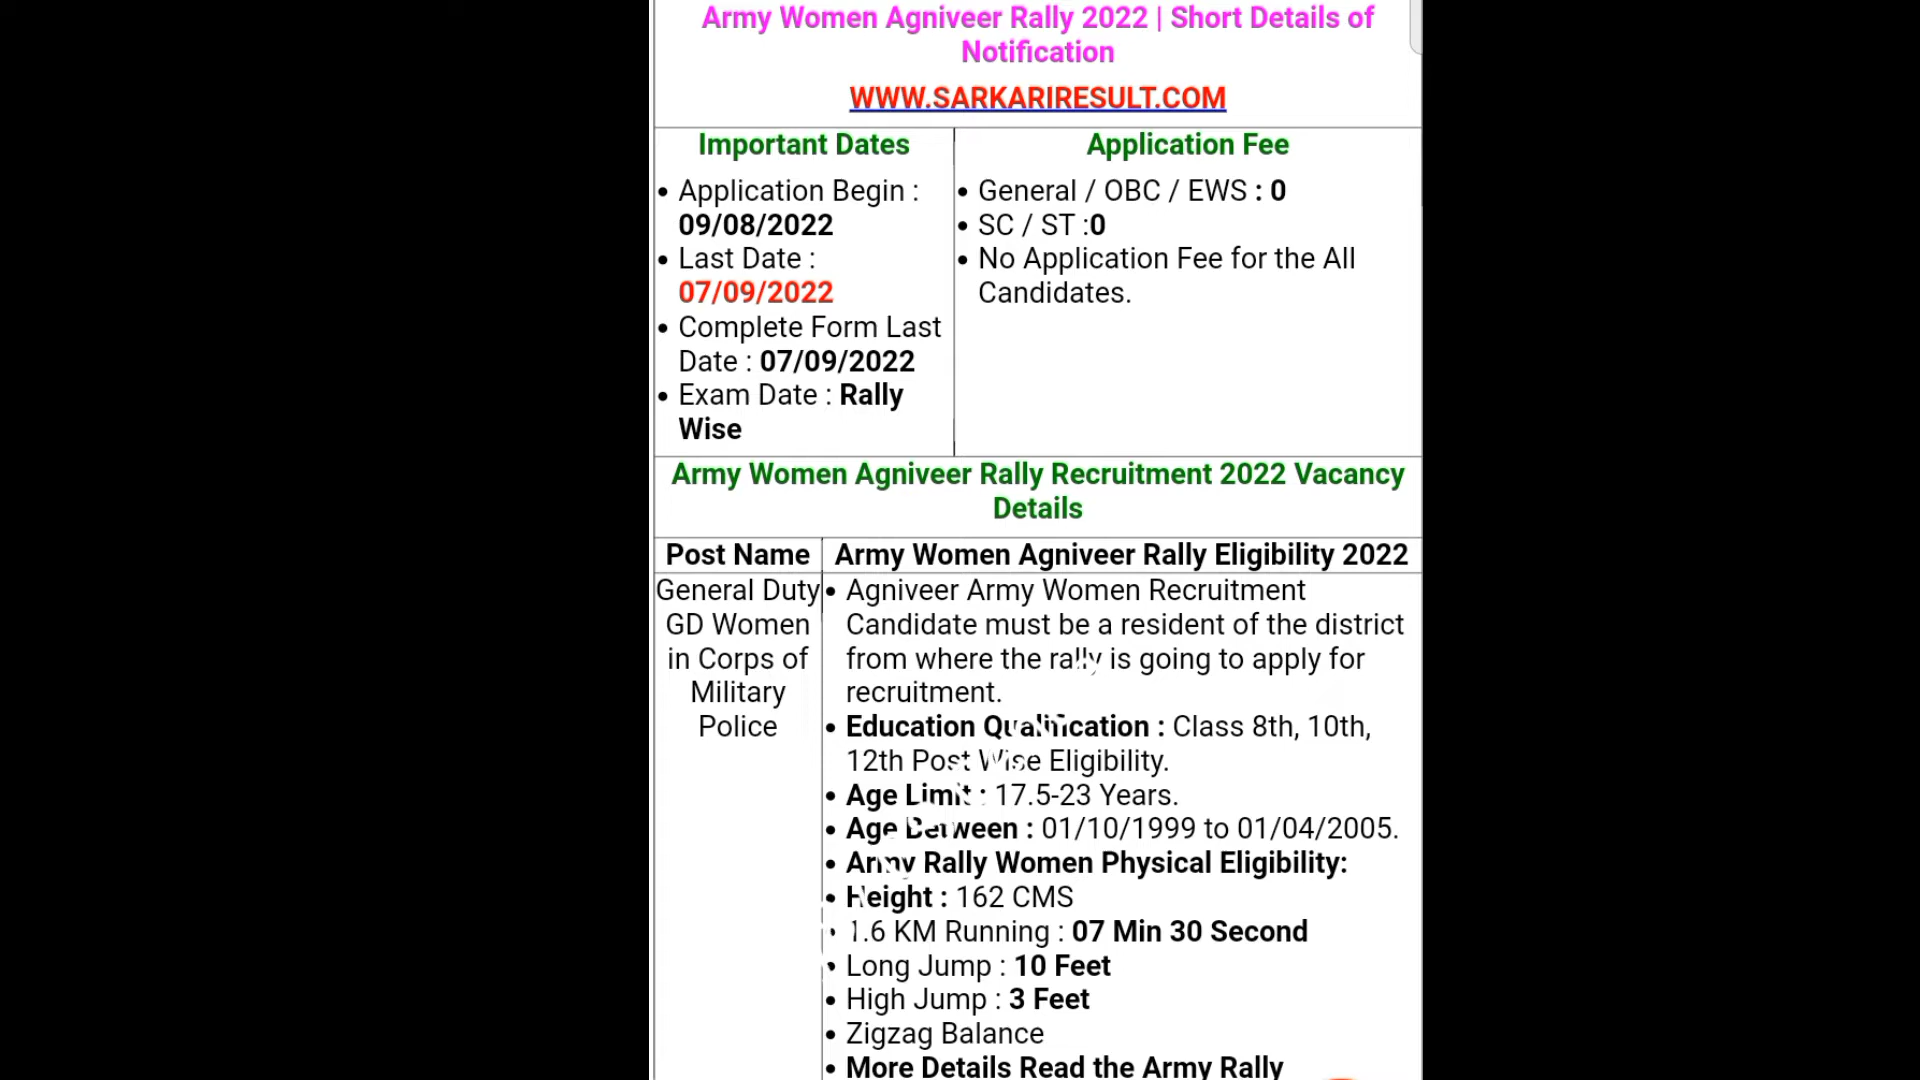 Army Women Agniveer Rally 2022 | Short Details of
Notification
WWW.SARKARIRESULT.COM
Important Dates
Application Begin :
09/08/2022
Last Date :
07/09/2022
Complete Form Last
Date : 07/09/2022
Exam Date : Rally
Wise
Application Fee
General / OBC / EWS : 0
SC / ST :0
No Application Fee for the All
Candidates.
Army Women Agniveer Rally Recruitment 2022 Vacancy
Details
Post Name
Army Women Agniveer Rally Eligibility 2022
General Duty
GD Women
in Corps of
Military
Police
Agniveer Army Women Recruitment
Candidate must be a resident of the district
from where the rally is going to apply for
recruitment.
Education Qualification : Class 8th, 10th,
12th Post Wise Eligibility.
Age Limit : 17.5-23 Years.
Age Between : 01/10/1999 to 01/04/2005.
Army Rally Women Physical Eligibility:
Height : 162 CMS
1.6 KM Running : 07 Min 30 Second
Long Jump : 10 Feet
High Jump : 3 Feet
Zigzag Balance
More Details Read the Army Rally